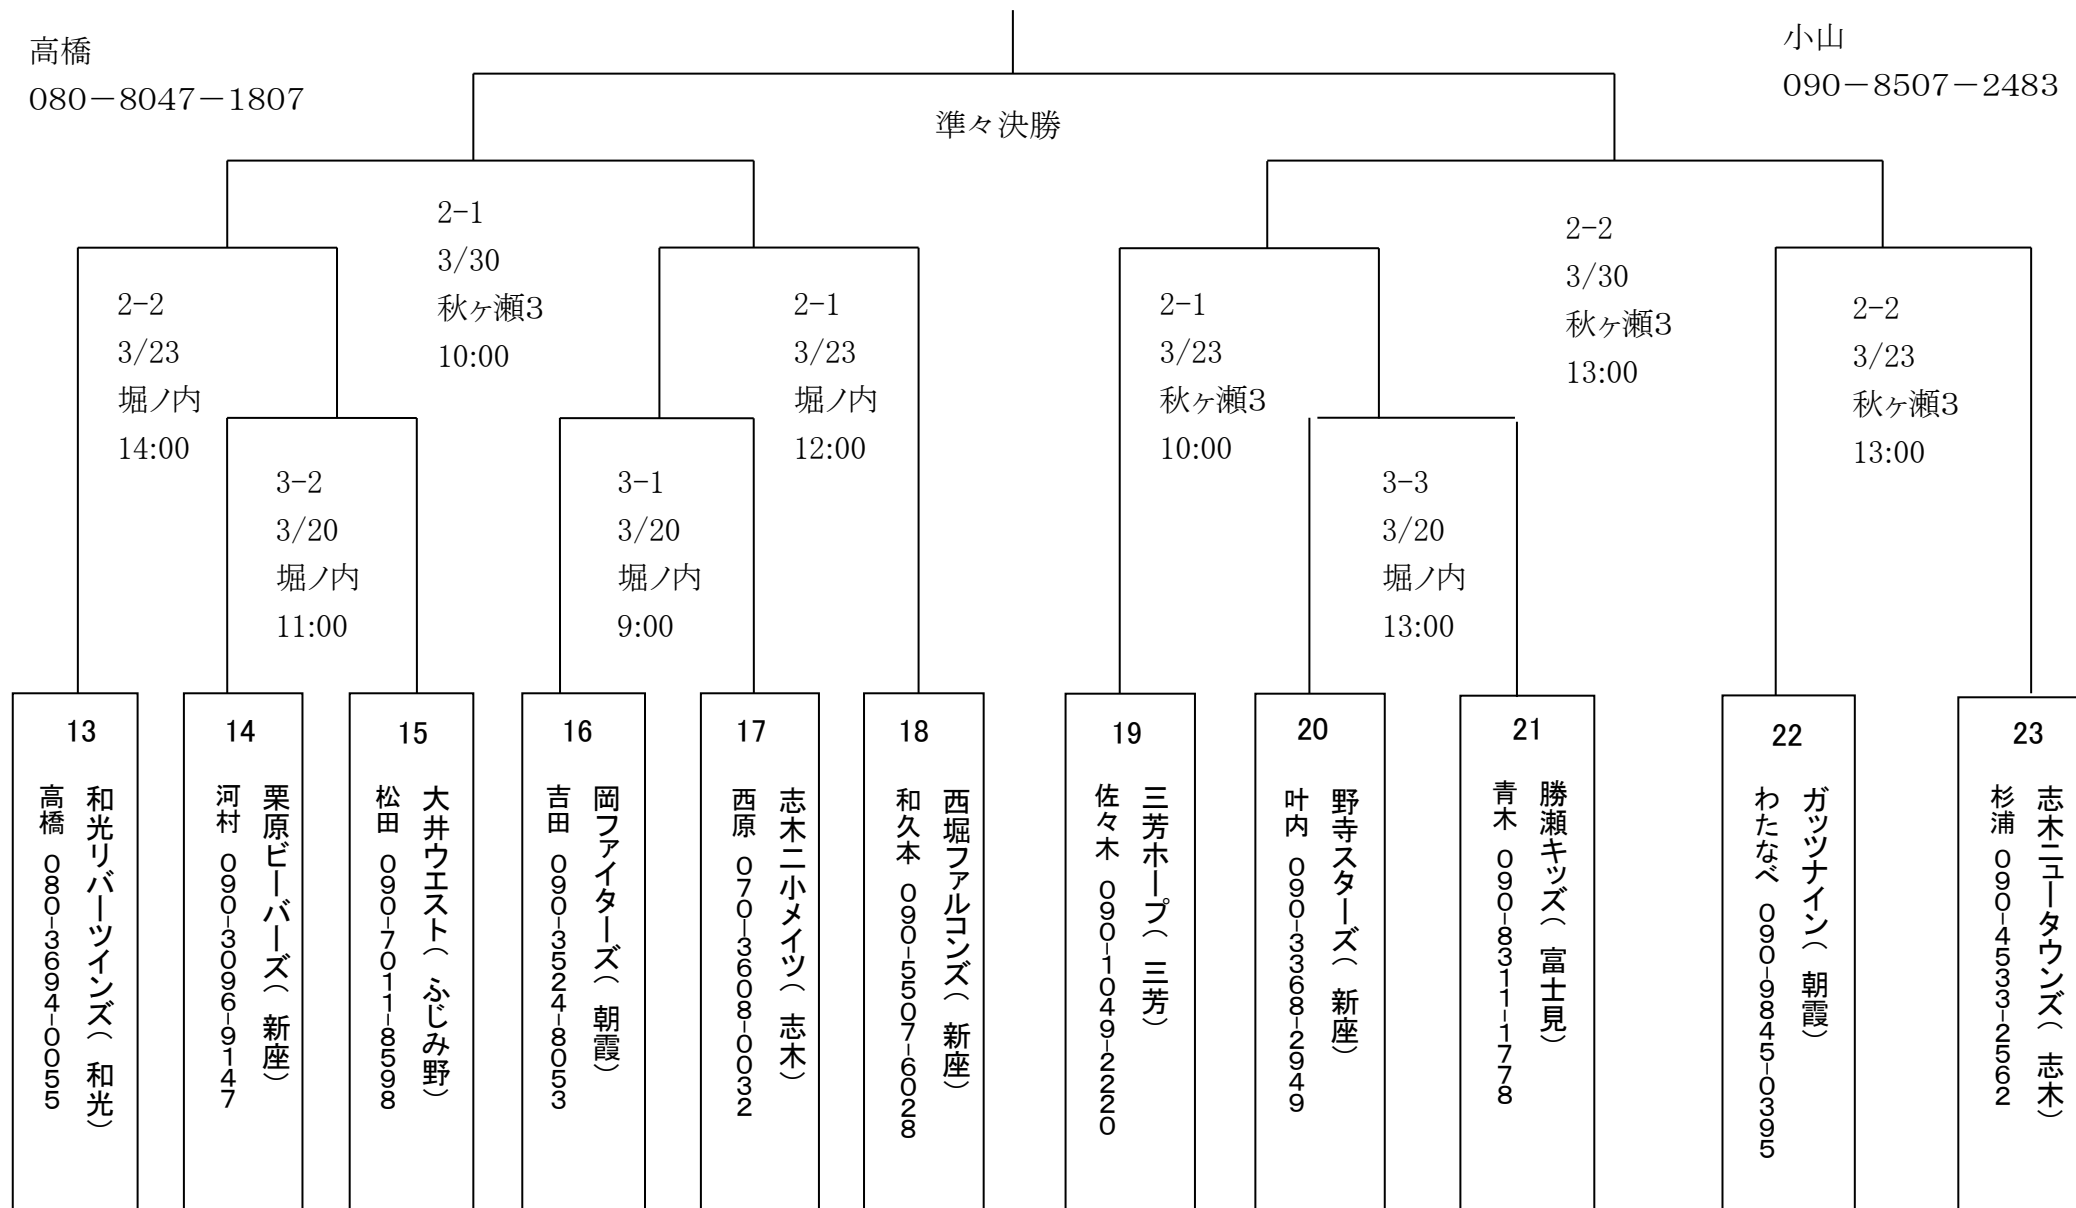 高橋
080－8047－1807
小山
090－8507－2483
準々決勝
2-1
3/30
秋ヶ瀬3
10:00
2-2
3/30
秋ヶ瀬3
13:00
2-2
3/23
堀ノ内
14:00
2-1
3/23
堀ノ内
12:00
2-1
3/23
秋ヶ瀬3
10:00
2-2
3/23
秋ヶ瀬3
13:00
3-2
3/20
堀ノ内
11:00
3-1
3/20
堀ノ内
9:00
3-3
3/20
堀ノ内
13:00
13
和光リバーツインズ（和光）
高橋 080-3694-0055
14
栗原ビーバーズ（新座）
河村 090-3096-9147
15
大井ウエスト（ふじみ野）
松田 090-7011-8598
16
岡ファイターズ（朝霞）
吉田 090-3524-8053
17
志木二小メイツ（志木）
西原 070-3608-0032
18
西堀ファルコンズ（新座）
和久本 090-5507-6028
19
三芳ホープ（三芳）
佐々木 090-1049-2220
20
野寺スターズ（新座）
叶内 090-3368-2949
21
勝瀬キッズ（富士見）
青木 090-8311-1778
22
ガッツナイン（朝霞）
わたなべ 090-9845-0395
23
志木ニュータウンズ（志木）
杉浦 090-4533-2562